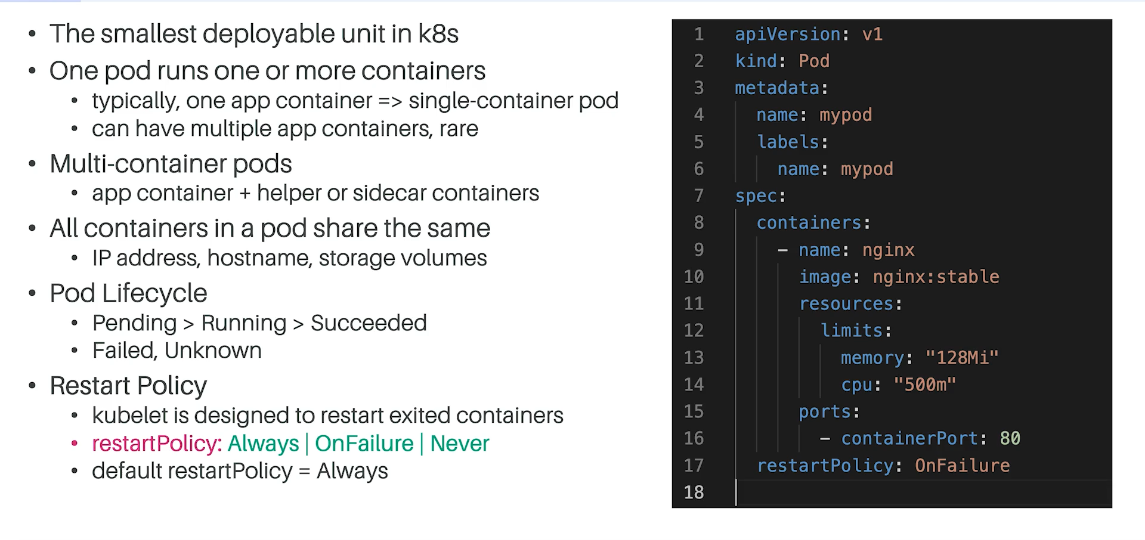 • The smallest deployable unit in k8s
• One pod runs one or more containers
• typically, one app container => single-container pod
• can have multiple app containers, rare
• Multi-container pods
• app container + helper or sidecar containers
• All containers in a pod share the same
• IP address, hostname, storage volumes
• Pod Lifecycle
• Pending > Running > Succeeded
• Failed, Unknown
• Restart Policy
• kubelet is designed to restart exited containers
• restartPolicy: Always | OnFailure | Never
• default restartPolicy = Always
1 apiVersion: v1
2 kind: Pod
3 metadata:
4   name: mypod
5   labels:
6     name: mypod
7 spec:
8   containers:
9     - name: nginx
10       image: nginx:stable
11       resources:
12         limits:
13           memory: "128Mi"
14           cpu: "500m"
15       ports:
16         - containerPort: 80
17   restartPolicy: OnFailure
18